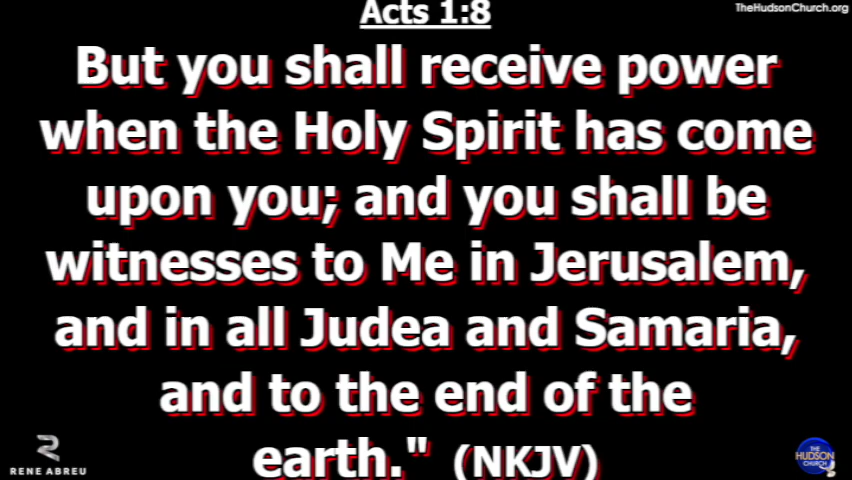 Acts 1:8
TheHudsonChurch.org
But you shall receive power
when the Holy Spirit has come
upon you; and you shall be
witnesses to Me in Jerusalem,
and in all Judea and Samaria,
and to the end of the
earth." (NKJV)
RENE ABREU
THE
HUDSON
CHURCH